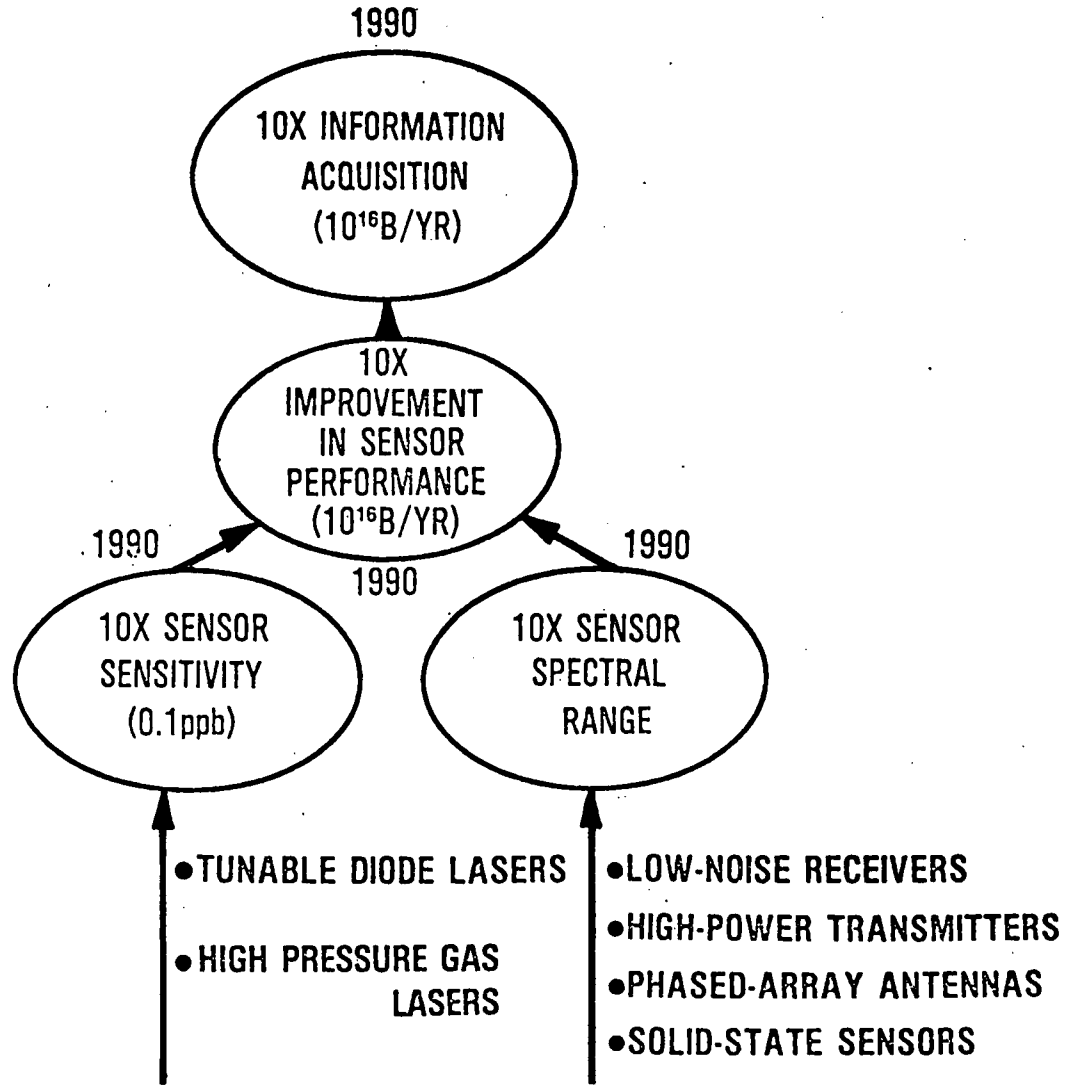 1990
10X INFORMATION
ACQUISITION
(10¹⁶B/YR)
10X
IMPROVEMENT
IN SENSOR
PERFORMANCE
(10¹⁶B/YR)
1990
1990
10X SENSOR
SENSITIVITY
(0.1ppb)
1990
10X SENSOR
SPECTRAL
RANGE
●TUNABLE DIODE LASERS
●HIGH PRESSURE GAS
LASERS
●LOW-NOISE RECEIVERS
●HIGH-POWER TRANSMITTERS
●PHASED-ARRAY ANTENNAS
●SOLID-STATE SENSORS